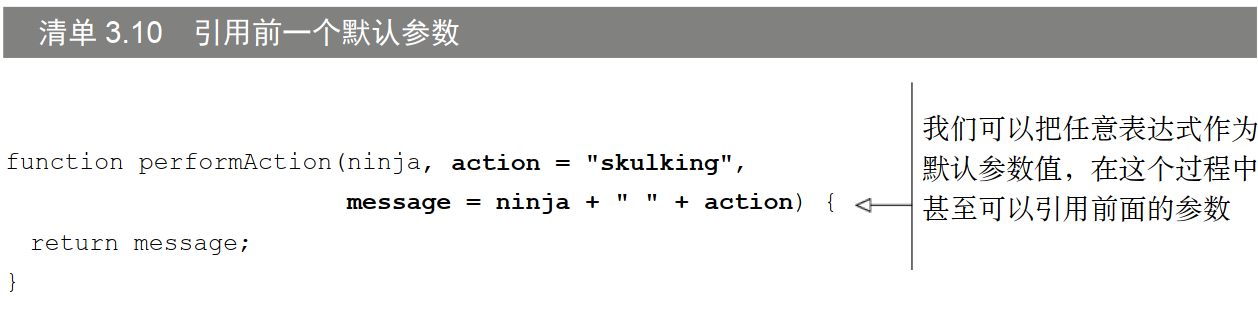 清单 3.10 引用前一个默认参数
function performAction(ninja, action = "skulking",
message = ninja + " " + action) {
return message;
}
我们可以把任意表达式作为
默认参数值，在这个过程中
甚至可以引用前面的参数